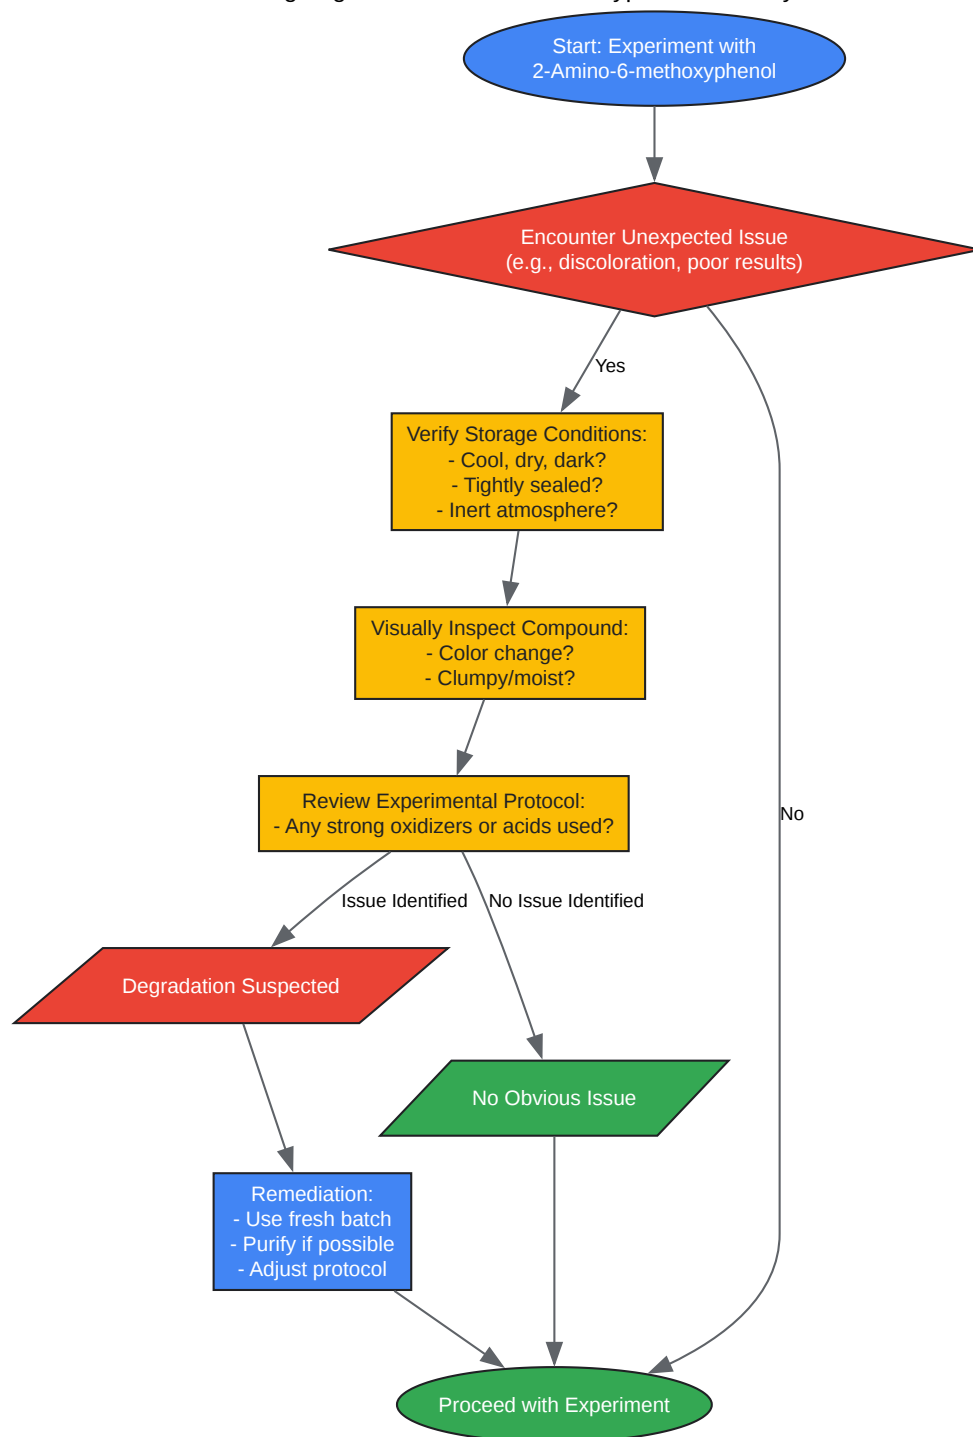 Start: Experiment with
2-Amino-6-methoxyphenol
Encounter Unexpected Issue
(e.g., discoloration, poor results)
Yes
Verify Storage Conditions:
- Cool, dry, dark?
- Tightly sealed?
- Inert atmosphere?
Visually Inspect Compound:
- Color change?
- Clumpy/moist?
Review Experimental Protocol:
- Any strong oxidizers or acids used?
No
Issue Identified
No Issue Identified
Degradation Suspected
No Obvious Issue
Remediation:
- Use fresh batch
- Purify if possible
- Adjust protocol
Proceed with Experiment